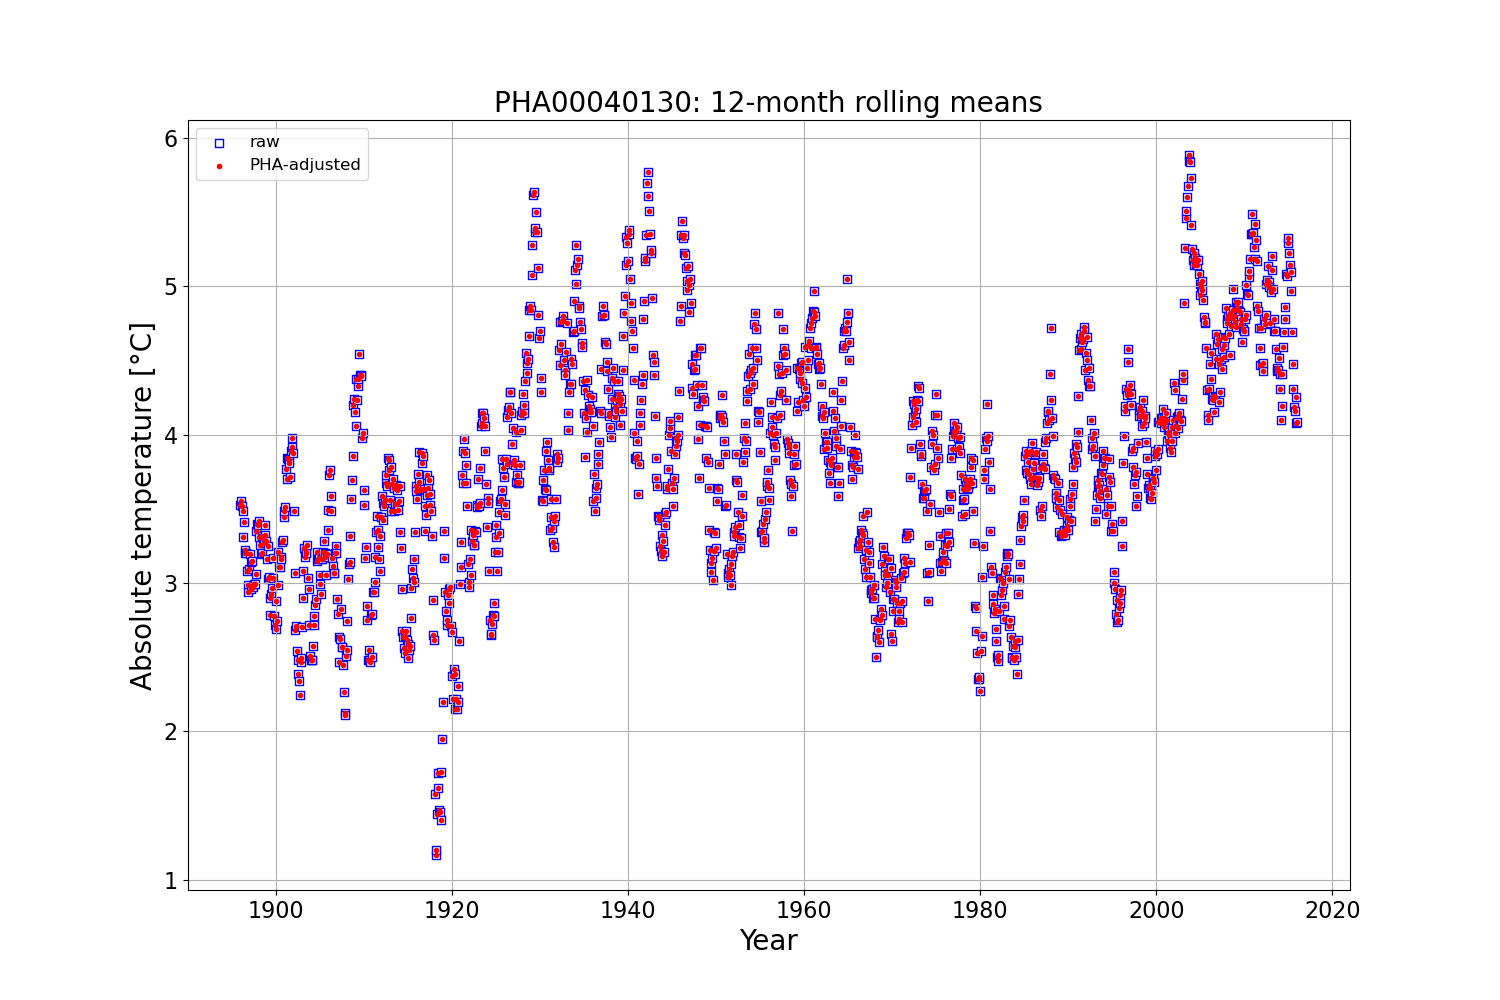 PHA00040130: 12-month rolling means
raw
PHA-adjusted
6
5
4
3
2
1
Absolute temperature [°C]
1900 1920 1940 1960 1980 2000 2020
Year